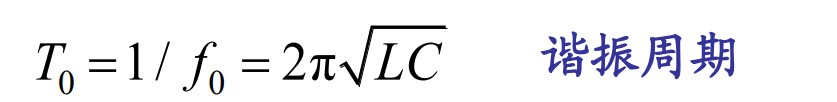 T₀ = 1 / f₀ = 2π√LC 谐振周期